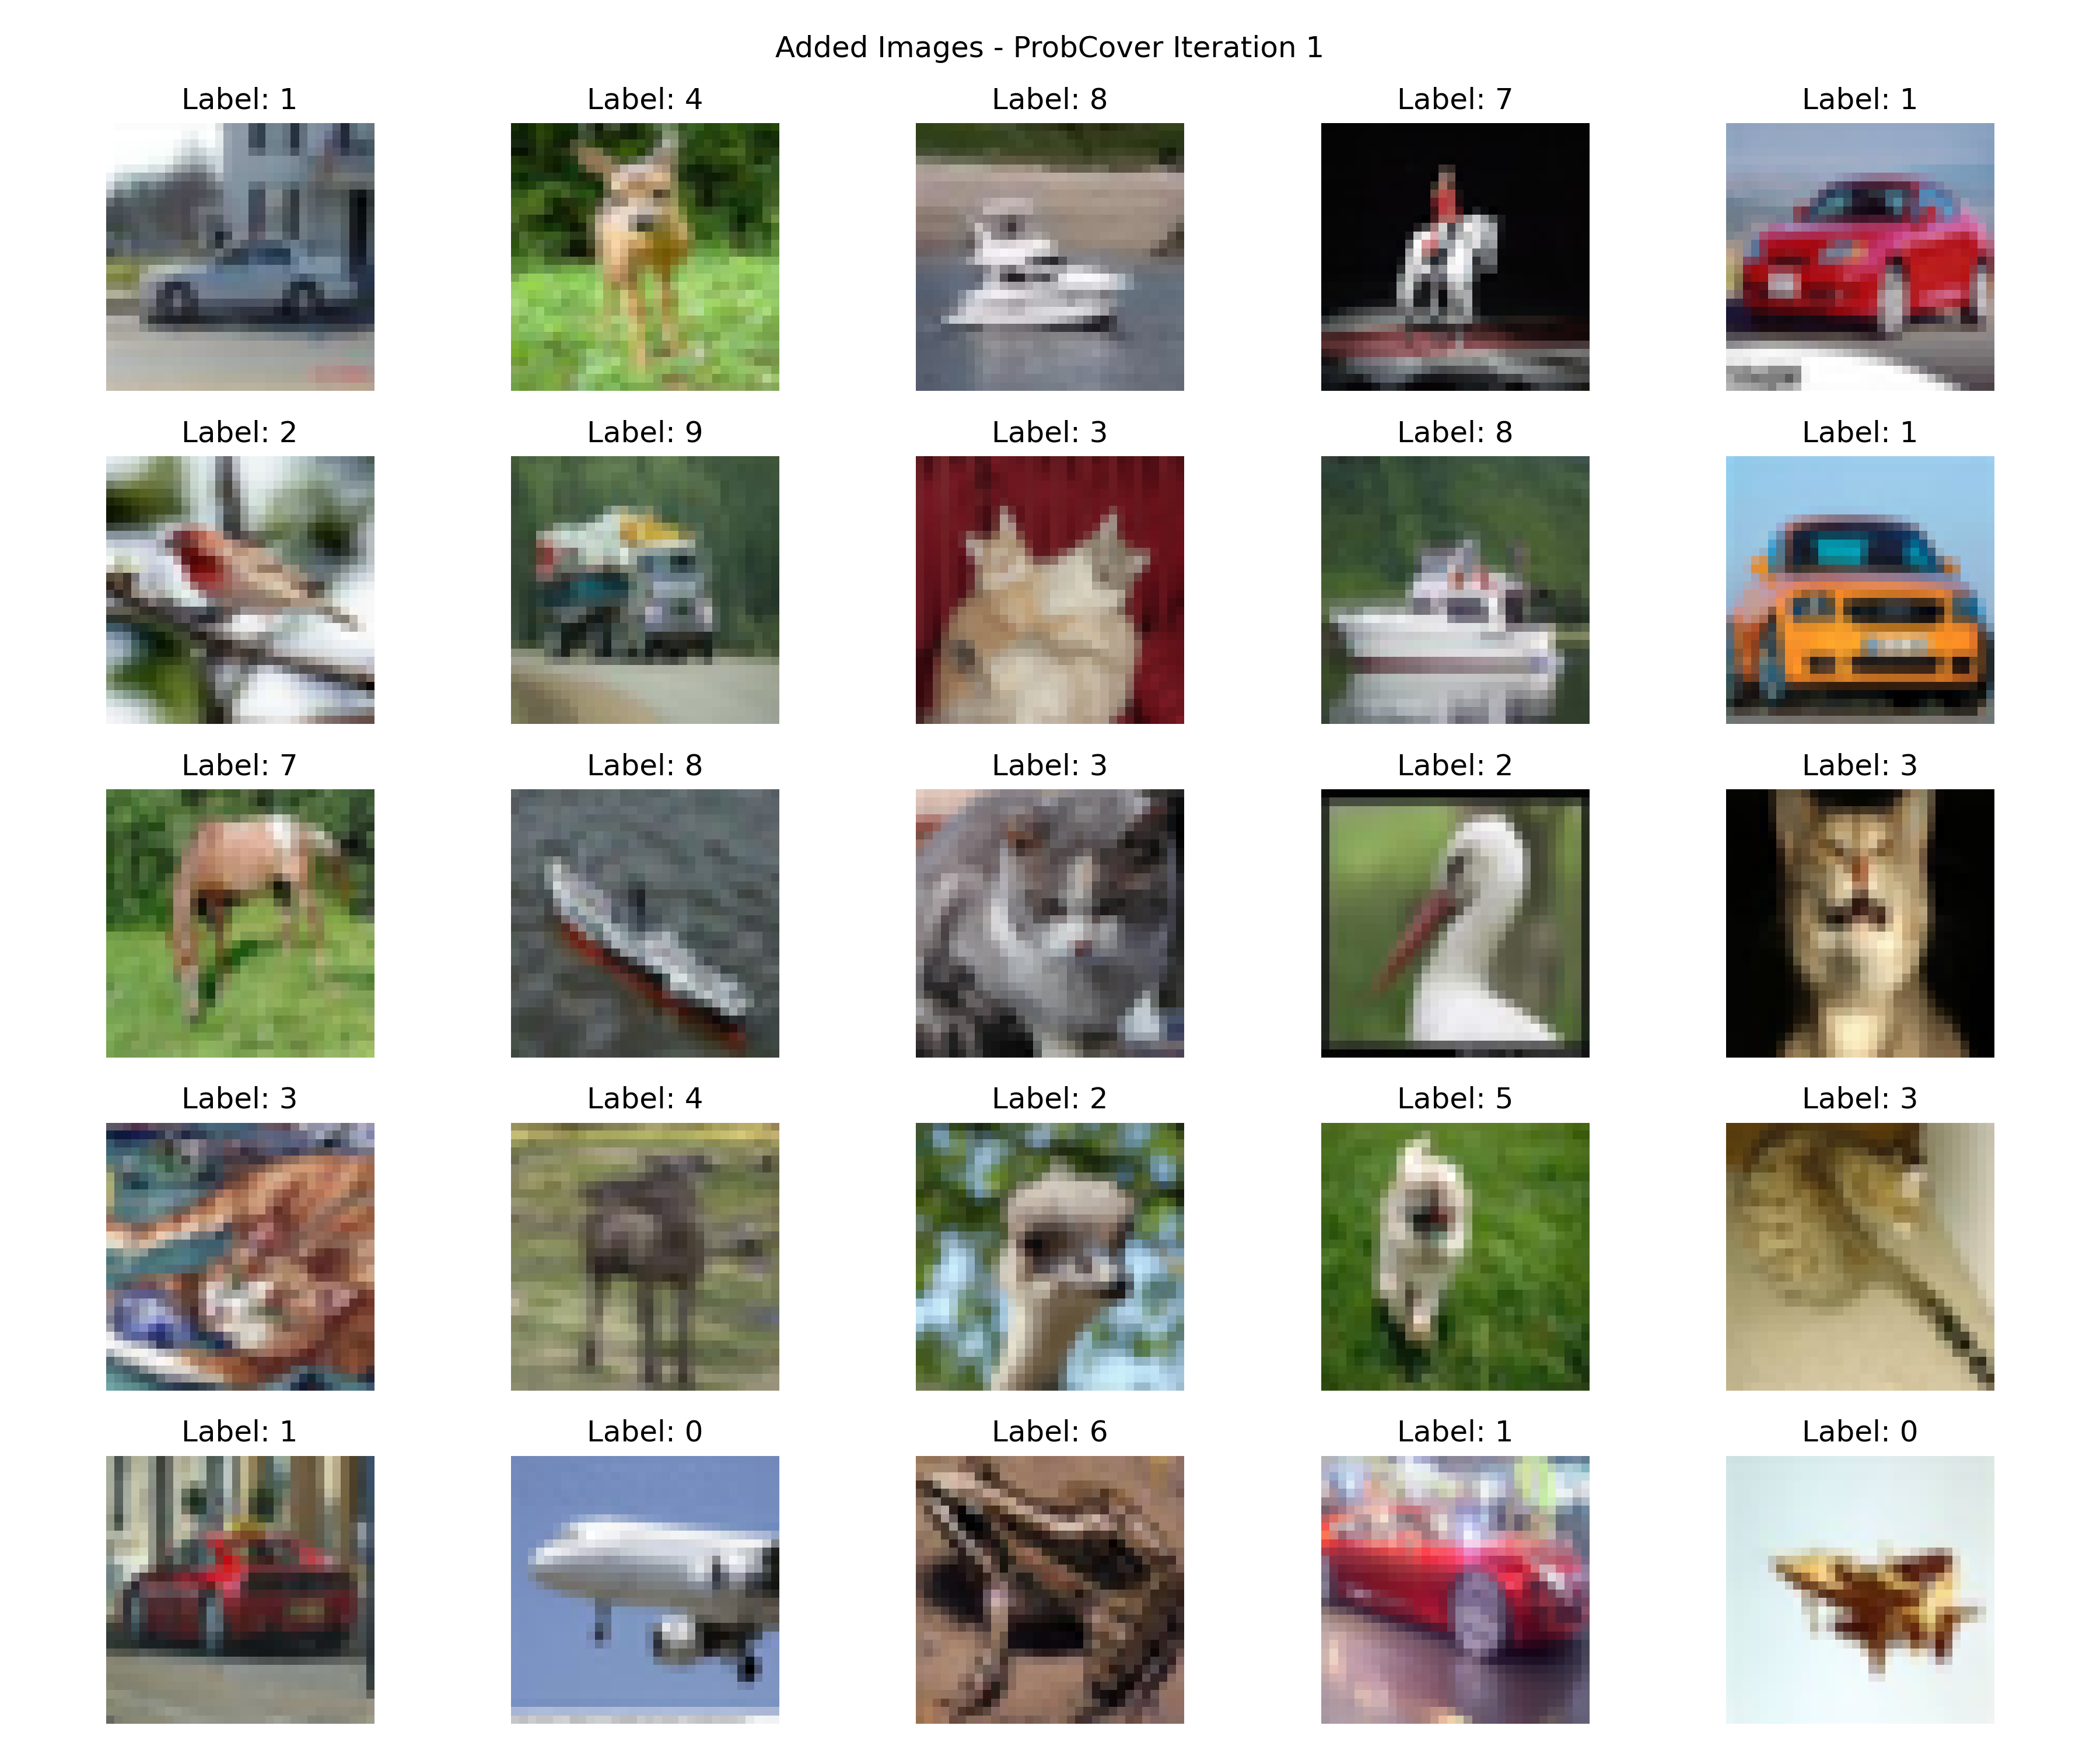 Added Images - ProbCover Iteration 1
Label: 1 Label: 4 Label: 8 Label: 7 Label: 1
Label: 2 Label: 9 Label: 3 Label: 8 Label: 1
Label: 7 Label: 8 Label: 3 Label: 2 Label: 3
Label: 3 Label: 4 Label: 2 Label: 5 Label: 3
Label: 1 Label: 0 Label: 6 Label: 1 Label: 0